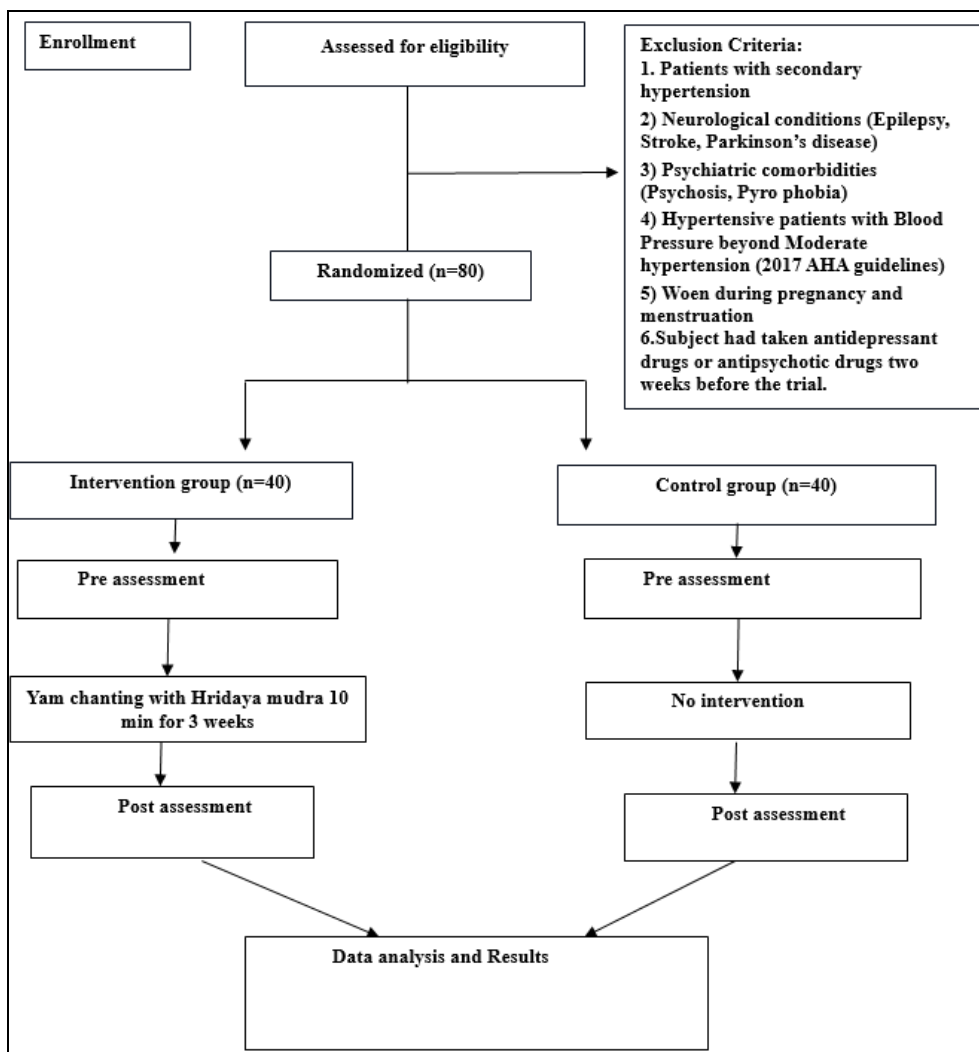 Enrollment
Assessed for eligibility
Exclusion Criteria:
1. Patients with secondary
hypertension
2) Neurological conditions (Epilepsy,
Stroke, Parkinson's disease)
3) Psychiatric comorbidities
(Psychosis, Pyro phobia)
4) Hypertensive patients with Blood
Pressure beyond Moderate
hypertension (2017 AHA guidelines)
5) Woen during pregnancy and
menstruation
6.Subject had taken antidepressant
drugs or antipsychotic drugs two
weeks before the trial.
Randomized (n=80)
Intervention group (n=40)
Control group (n=40)
Pre assessment
Pre assessment
Yam chanting with Hridaya mudra 10
min for 3 weeks
No intervention
Post assessment
Post assessment
Data analysis and Results